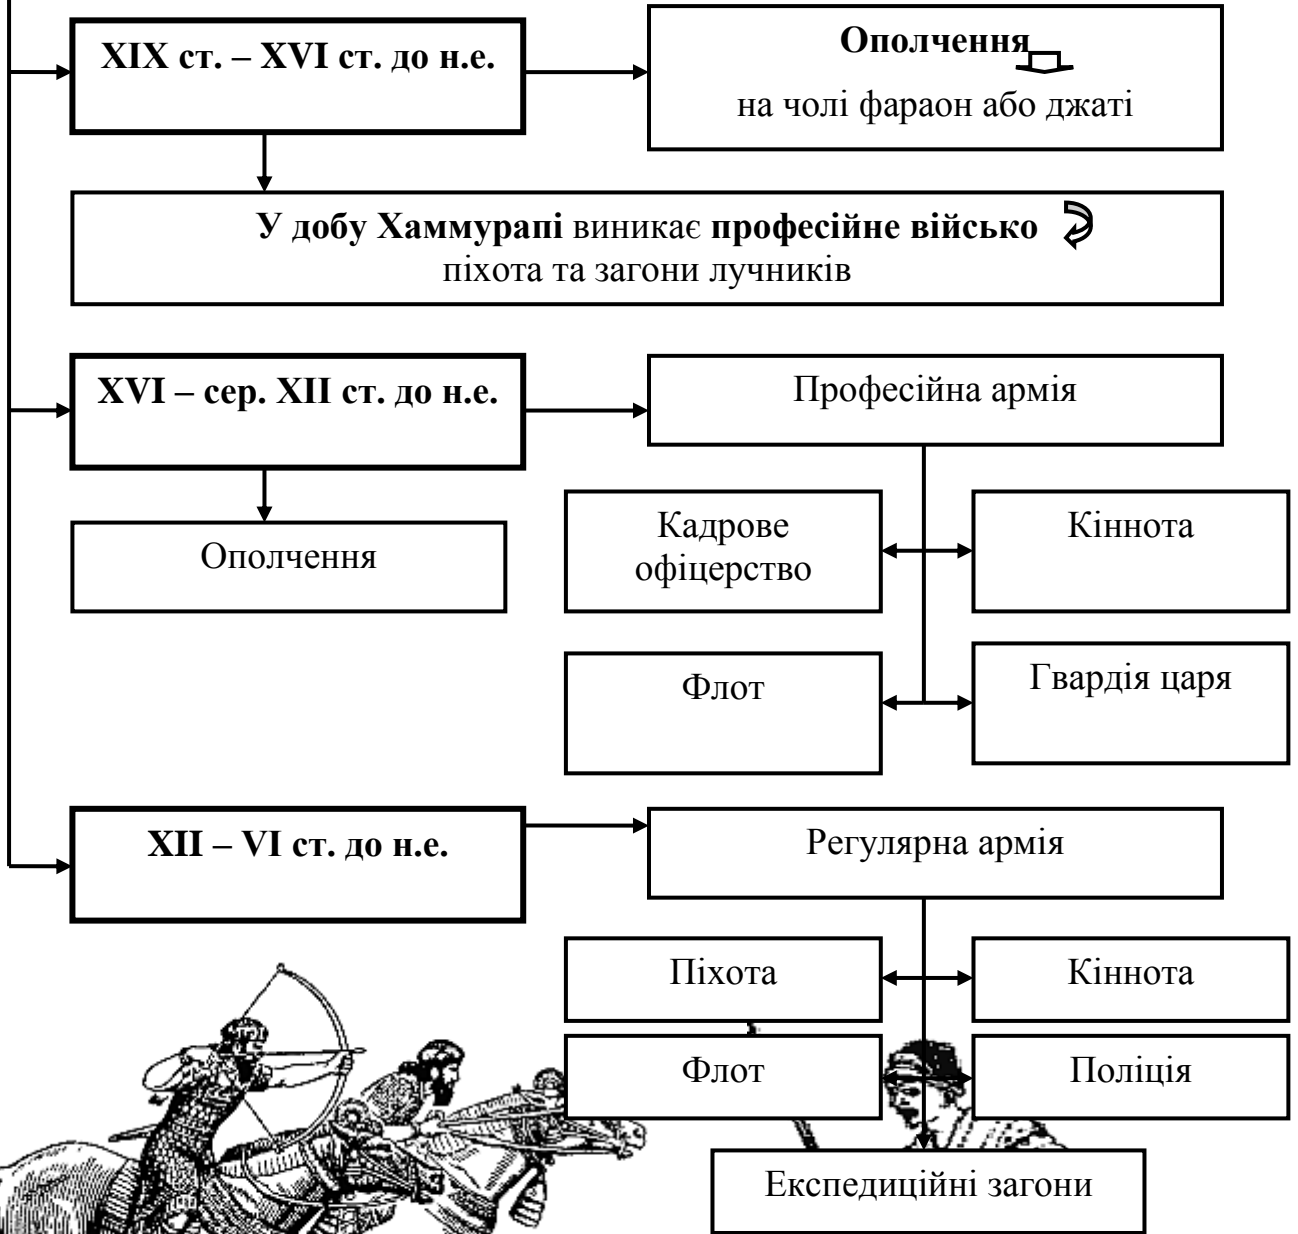 XIX ст. – XVI ст. до н.е.
Ополчення
на чолі фараон або джаті
У добу Хаммурапі виникає професійне військо
піхота та загони лучників
XVI – сер. XII ст. до н.е.
Професійна армія
Ополчення
Кадрове
офіцерство
Кіннота
Флот
Гвардія царя
XII – VI ст. до н.е.
Регулярна армія
Піхота
Кіннота
Флот
Поліція
Експедиційні загони